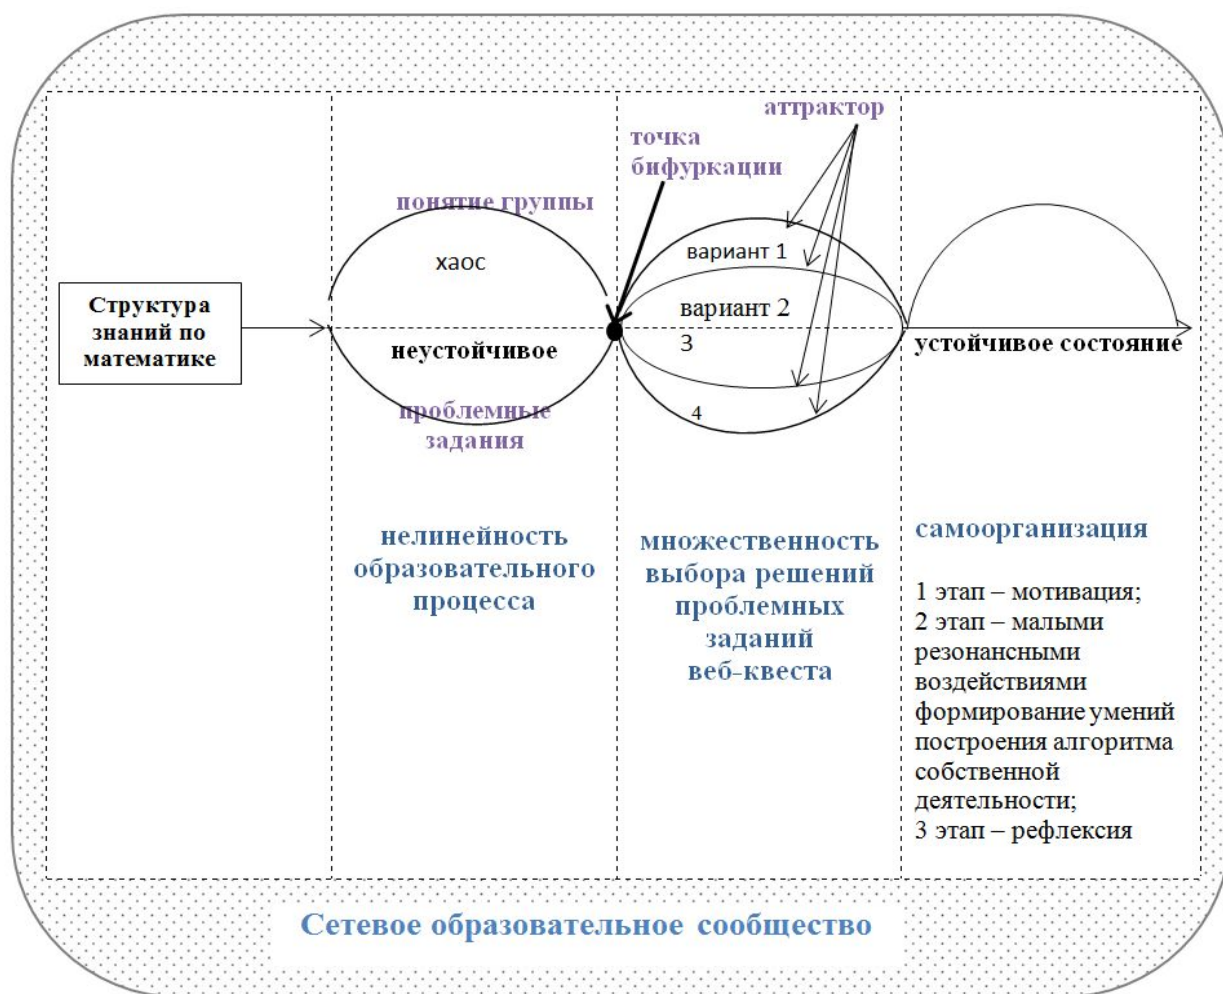 аттрактор
точка
бифуркации
понятие группы
хаос
вариант 1
Структура
знаний по
математике
вариант 2
3
неустойчивое
устойчивое состояние
4
проблемные
задания
нелинейность
образовательного
процесса
множественность
выбора решений
проблемных
заданий
веб-квеста
самоорганизация
1 этап – мотивация;
2 этап – малыми
резонансными
воздействиями
формирование умений
построения алгоритма
собственной
деятельности;
3 этап – рефлексия
Сетевое образовательное сообщество